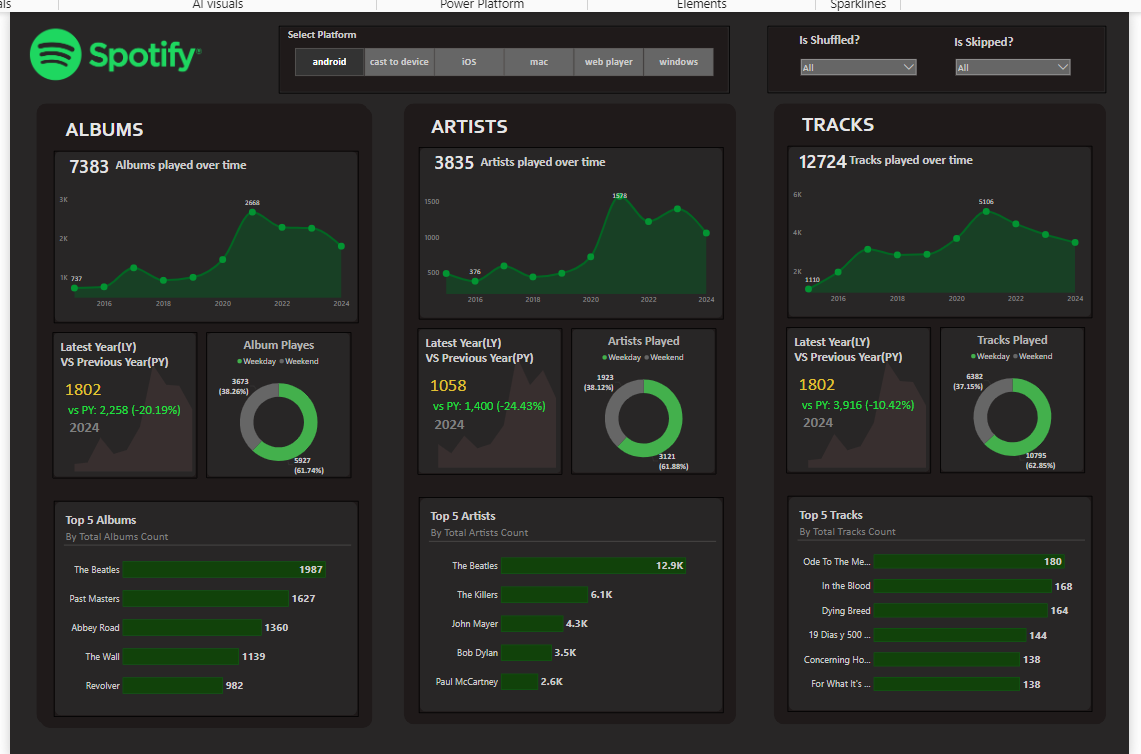 AI visuals
Power Platform
Elements
Sparklines
Spotify®
Select Platform
android
cast to device
iOS
mac
web player
windows
Is Shuffled?
All
Is Skipped?
All
ALBUMS
7383 Albums played over time
3K
2K
1K
737
2668
2016
2018
2020
2022
2024
Latest Year(LY)
VS Previous Year(PY)
1802
vs PY: 2,258 (-20.19%)
2024
Album Playes
Weekday Weekend
3673
(38.26%)
5927
(61.74%)
Top 5 Albums
By Total Albums Count
The Beatles 1987
Past Masters 1627
Abbey Road 1360
The Wall 1139
Revolver 982
ARTISTS
3835 Artists played over time
1500
1000
500
376
1578
2016
2018
2020
2022
2024
Latest Year(LY)
VS Previous Year(PY)
1058
vs PY: 1,400 (-24.43%)
2024
Artists Played
Weekday Weekend
1923
(38.12%)
3121
(61.88%)
Top 5 Artists
By Total Artists Count
The Beatles 12.9K
The Killers 6.1K
John Mayer 4.3K
Bob Dylan 3.5K
Paul McCartney 2.6K
TRACKS
12724 Tracks played over time
6K
4K
2K
1110
5106
2016
2018
2020
2022
2024
Latest Year(LY)
VS Previous Year(PY)
1802
vs PY: 3,916 (-10.42%)
2024
Tracks Played
Weekday Weekend
6382
(37.15%)
10795
(62.85%)
Top 5 Tracks
By Total Tracks Count
Ode To The Me... 180
In the Blood 168
Dying Breed 164
19 Dias y 500 ... 144
Concerning Ho... 138
For What It's ... 138